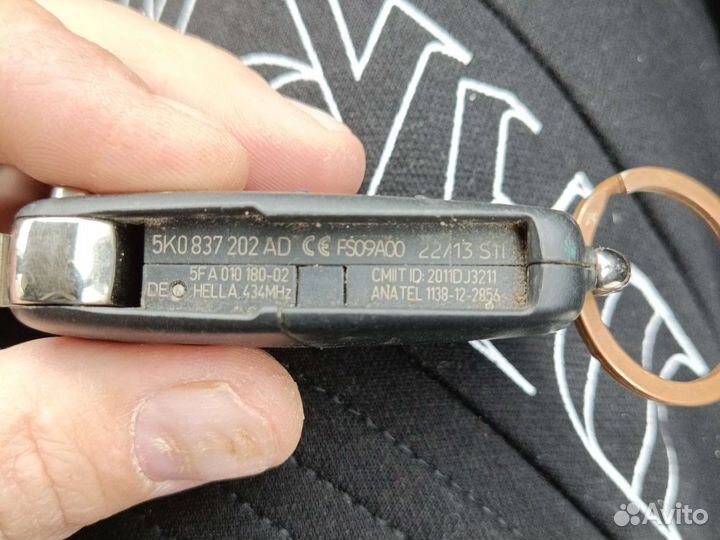 5K0 837 202 AD CE FS09A00 22/13 S11
5FA 010 180-02 CMIIT ID: 2011DJ3211
DE HELLA 434MHz ANATEL 1138-12-2856
Avito